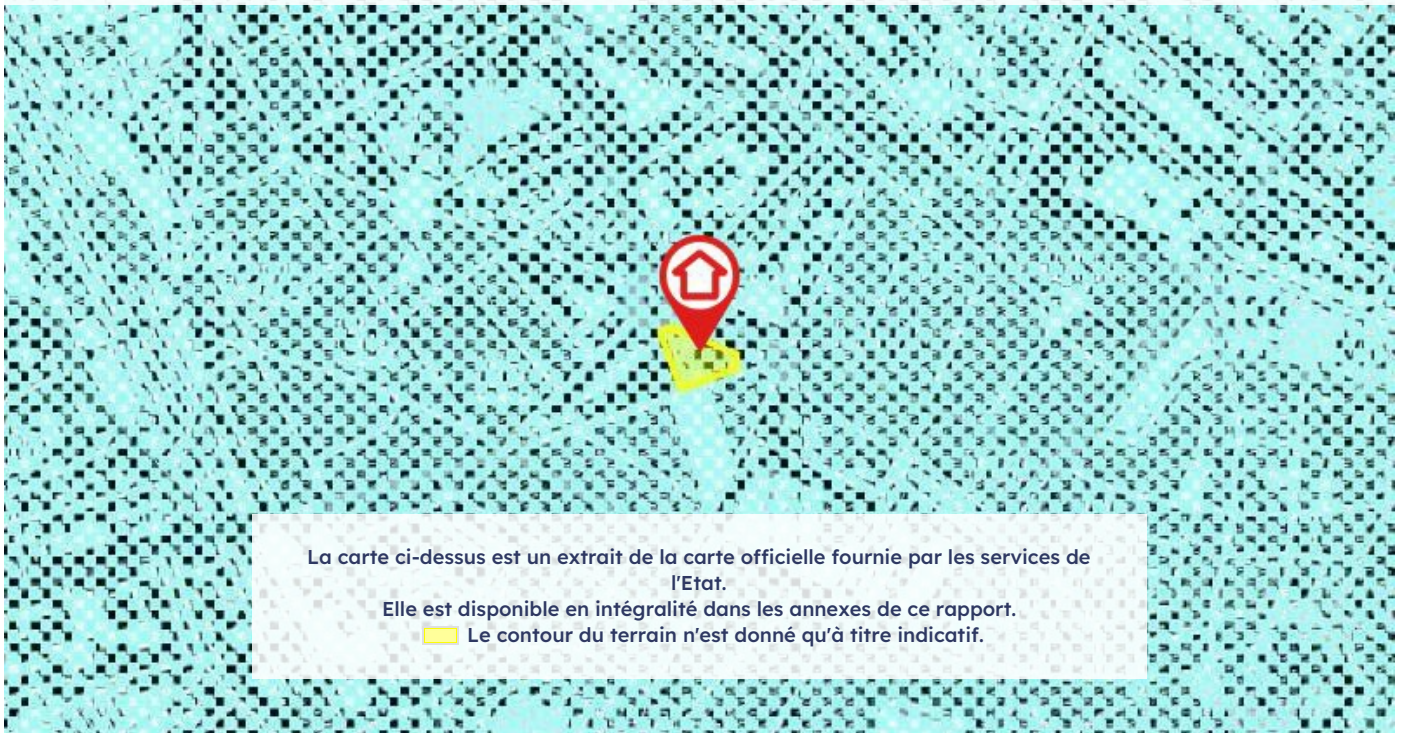 La carte ci-dessus est un extrait de la carte officielle fournie par les services de
l'Etat.
Elle est disponible en intégralité dans les annexes de ce rapport.
Le contour du terrain n'est donné qu'à titre indicatif.